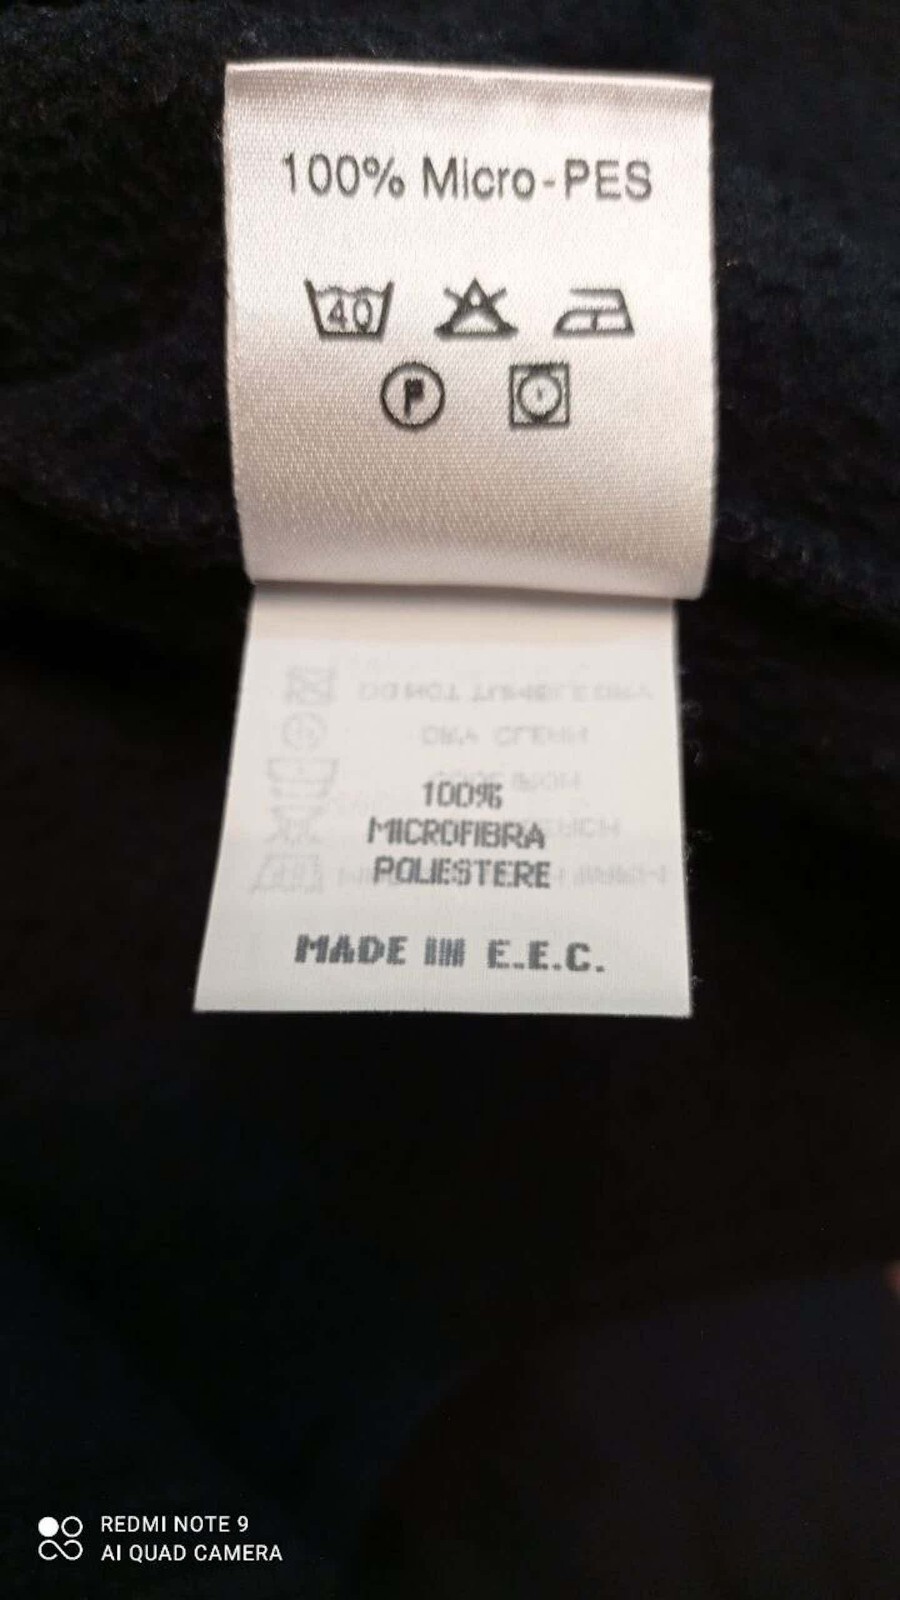 100% Micro-PES
40
P
100%
MICROFIBRA
POLIESTERE
MADE IN E.E.C.
REDMI NOTE 9
AI QUAD CAMERA